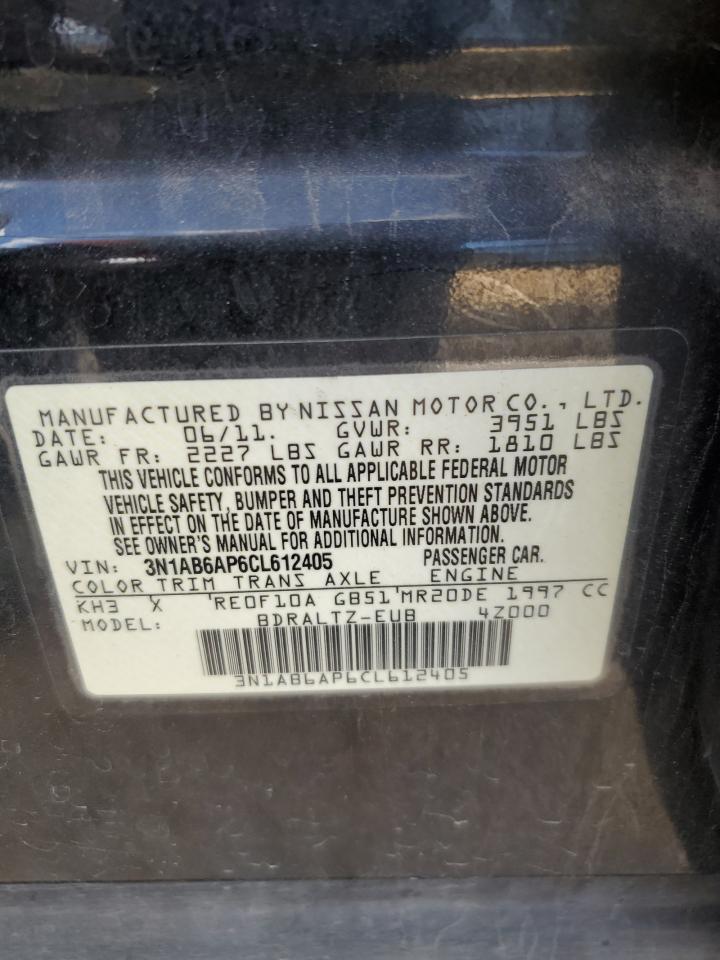 MANUFACTURED BY NISSAN MOTOR CO., LTD.
DATE: 06/11. GVWR: 3951 LBS
GAWR FR: 2227 LBS GAWR RR: 1810 LBS
THIS VEHICLE CONFORMS TO ALL APPLICABLE FEDERAL MOTOR
VEHICLE SAFETY, BUMPER AND THEFT PREVENTION STANDARDS
IN EFFECT ON THE DATE OF MANUFACTURE SHOWN ABOVE.
SEE OWNER'S MANUAL FOR ADDITIONAL INFORMATION.
VIN: 3N1AB6AP6CL612405 PASSENGER CAR.
COLOR TRIM TRANS AXLE ENGINE
KH3 X RE0F10A GB51 MR20DE 1997 CC
MODEL: BDRALTZ-EUB 4Z000
3N1AB6AP6CL612405